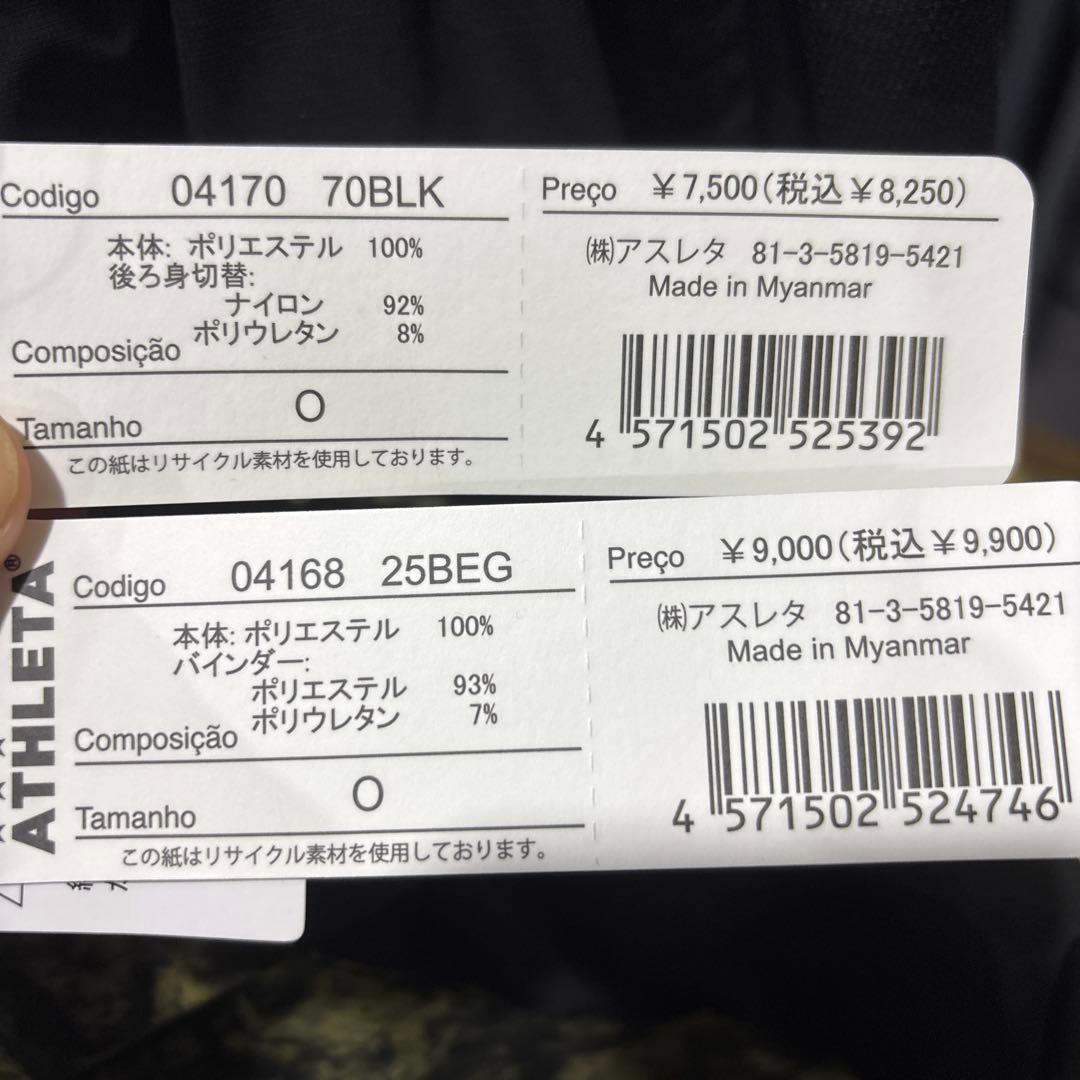 Codigo 04170 70BLK
本体: ポリエステル 100%
後ろ身切替:
ナイロン 92%
ポリウレタン 8%
Composição
Tamanho O
この紙はリサイクル素材を使用しております。
Preço ¥7,500(税込¥8,250)
㈱アスレタ 81-3-5819-5421
Made in Myanmar
4 571502 525392
ATHLETA®
Codigo 04168 25BEG
本体: ポリエステル 100%
バインダー:
ポリエステル 93%
ポリウレタン 7%
Composição
Tamanho O
この紙はリサイクル素材を使用しております。
Preço ¥9,000(税込¥9,900)
㈱アスレタ 81-3-5819-5421
Made in Myanmar
4 571502 524746